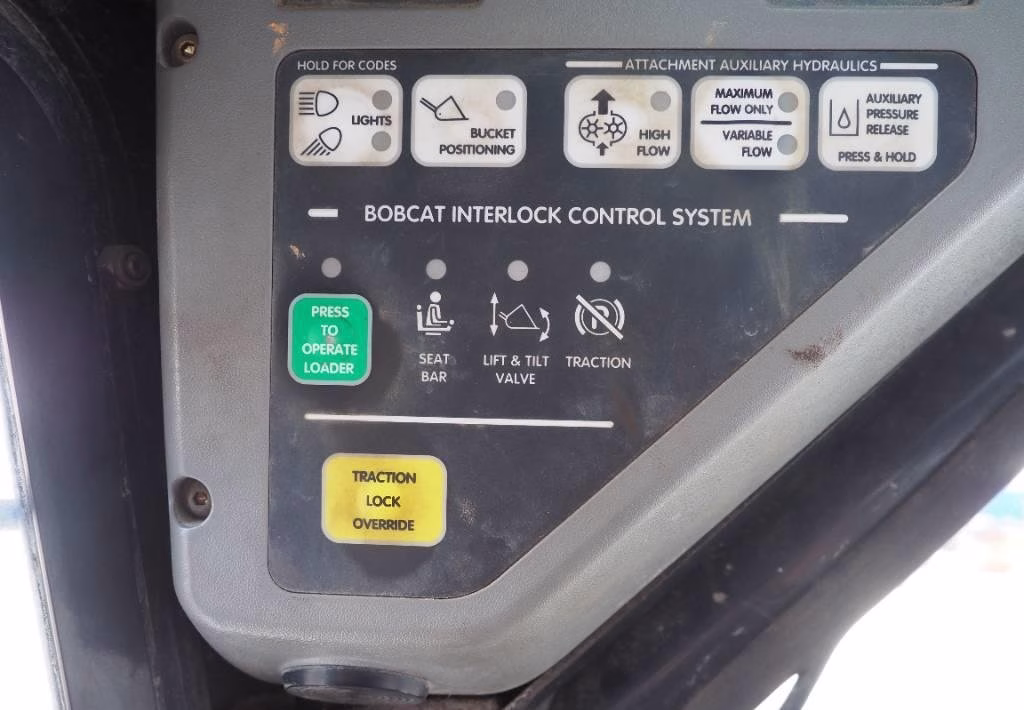 HOLD FOR CODES
ATTACHMENT AUXILIARY HYDRAULICS
LIGHTS
BUCKET
POSITIONING
HIGH
FLOW
MAXIMUM
FLOW ONLY
VARIABLE
FLOW
AUXILIARY
PRESSURE
RELEASE
PRESS & HOLD
BOBCAT INTERLOCK CONTROL SYSTEM
PRESS
TO
OPERATE
LOADER
SEAT
BAR
LIFT & TILT
VALVE
P
TRACTION
TRACTION
LOCK
OVERRIDE